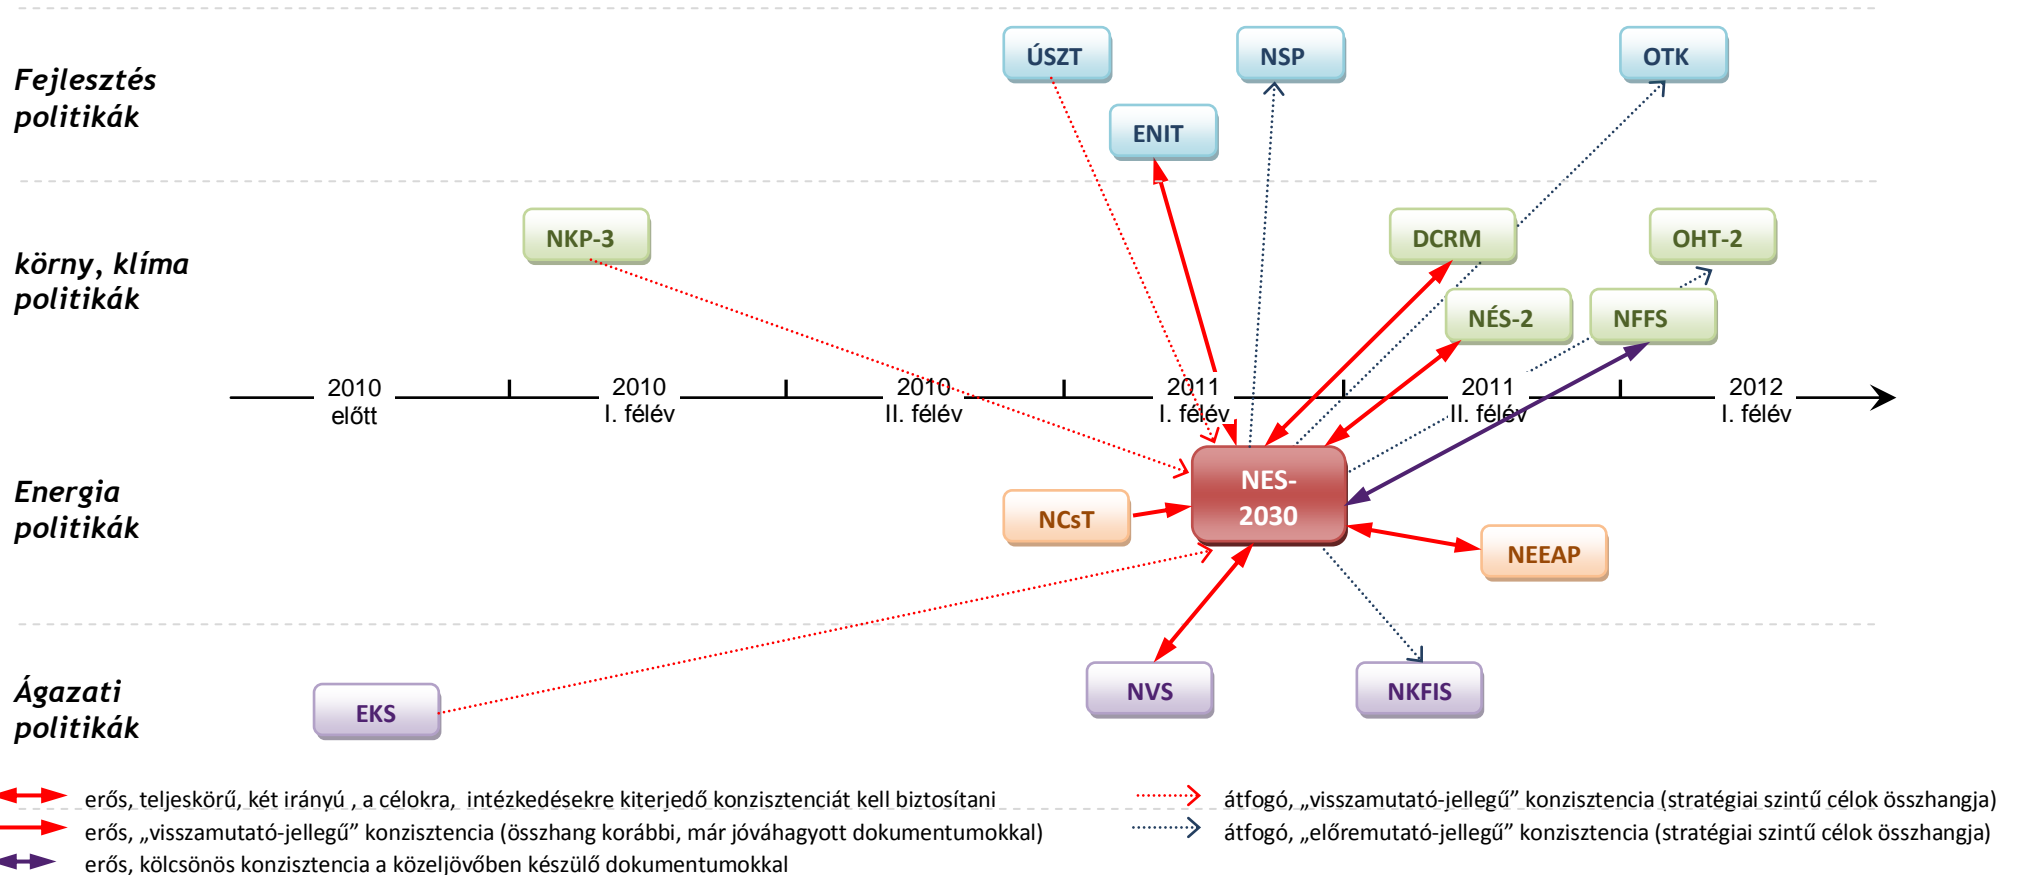 ÚSZT
NSP
OTK
Fejlesztés
politikák
ENIT
NKP-3
DCRM
OHT-2
körny, klíma
politikák
NÉS-2
NFFS
2010
előtt
2010
I. félév
2010
II. félév
2011
I. félév
2011
II. félév
2012
I. félév
Energia
politikák
NES-
2030
NCsT
NEEAP
Ágazati
politikák
EKS
NVS
NKFIS
erős, teljeskörű, két irányú , a célokra, intézkedésekre kiterjedő konzisztenciát kell biztosítani
erős, „visszamutató-jellegű” konzisztencia (összhang korábbi, már jóváhagyott dokumentumokkal)
erős, kölcsönös konzisztencia a közeljövőben készülő dokumentumokkal
átfogó, „visszamutató-jellegű” konzisztencia (stratégiai szintű célok összhangja)
átfogó, „előremutató-jellegű” konzisztencia (stratégiai szintű célok összhangja)